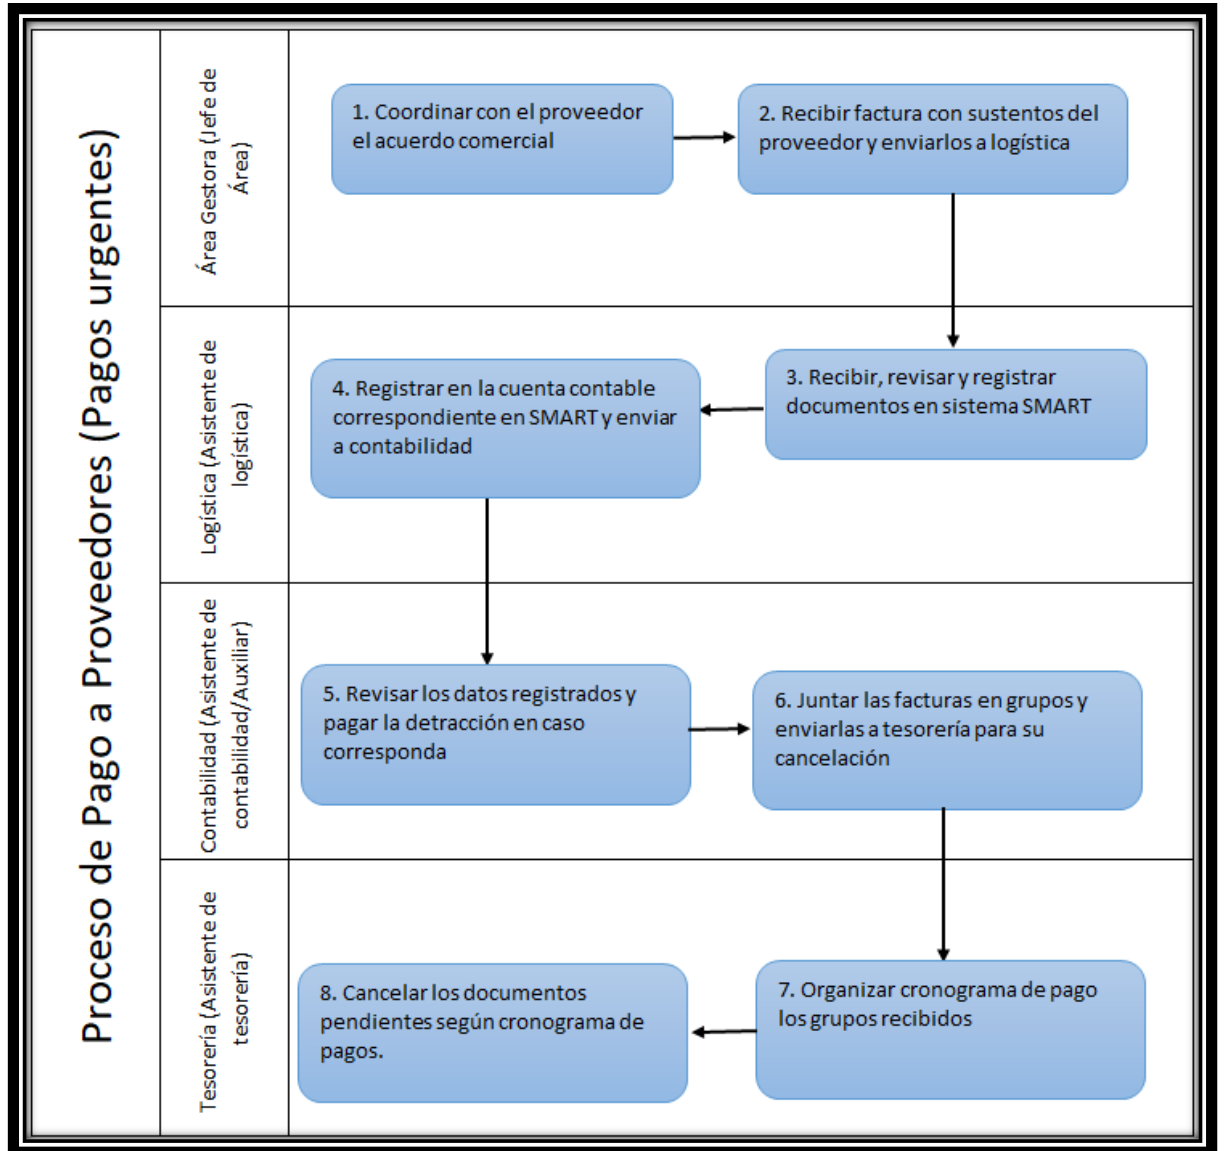 Proceso de Pago a Proveedores (Pagos urgentes)
Área Gestora (Jefe de
Área)
1. Coordinar con el proveedor
el acuerdo comercial
2. Recibir factura con sustentos del
proveedor y enviarlos a logística
Logística (Asistente de
logística)
3. Recibir, revisar y registrar
documentos en sistema SMART
4. Registrar en la cuenta contable
correspondiente en SMART y enviar
a contabilidad
Contabilidad (Asistente de
contabilidad/Auxiliar)
5. Revisar los datos registrados y
pagar la detracción en caso
corresponda
6. Juntar las facturas en grupos y
enviarlas a tesorería para su
cancelación
Tesorería (Asistente de
tesorería)
7. Organizar cronograma de pago
los grupos recibidos
8. Cancelar los documentos
pendientes según cronograma de
pagos.